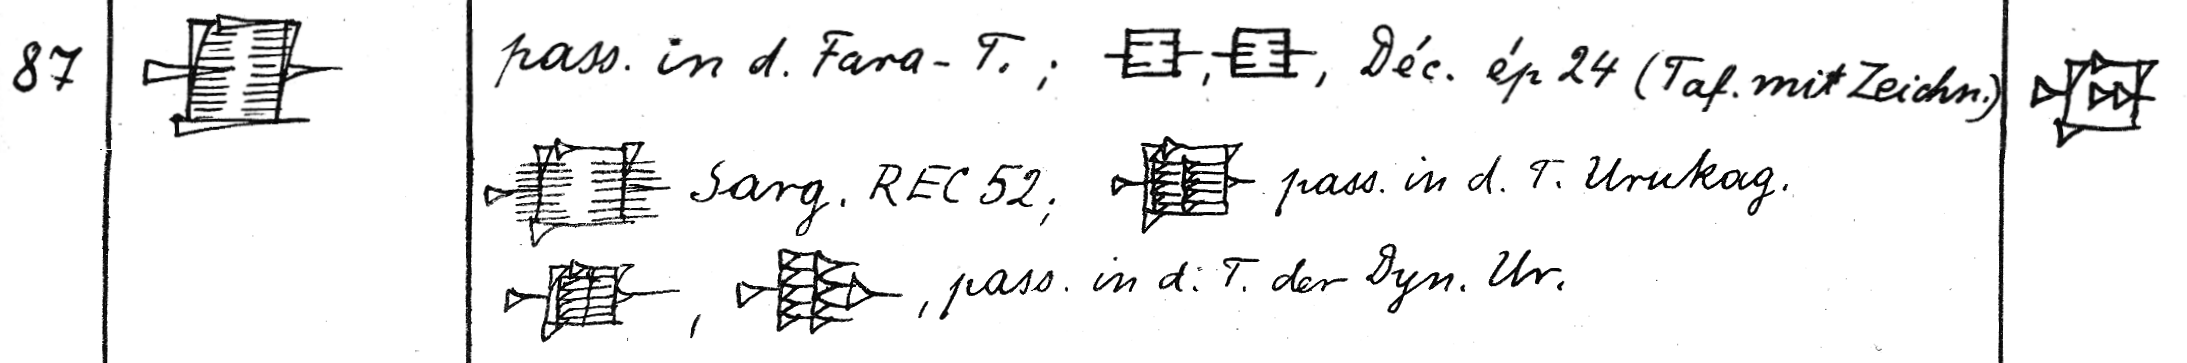 87 pass. in d. Fara-T.; , , Déc. ép 24 (Taf. mit Zeichn.)
Sarg. REC 52; pass. in d. T. Urukag.
, , pass. in d. T. der Dyn. Ur.